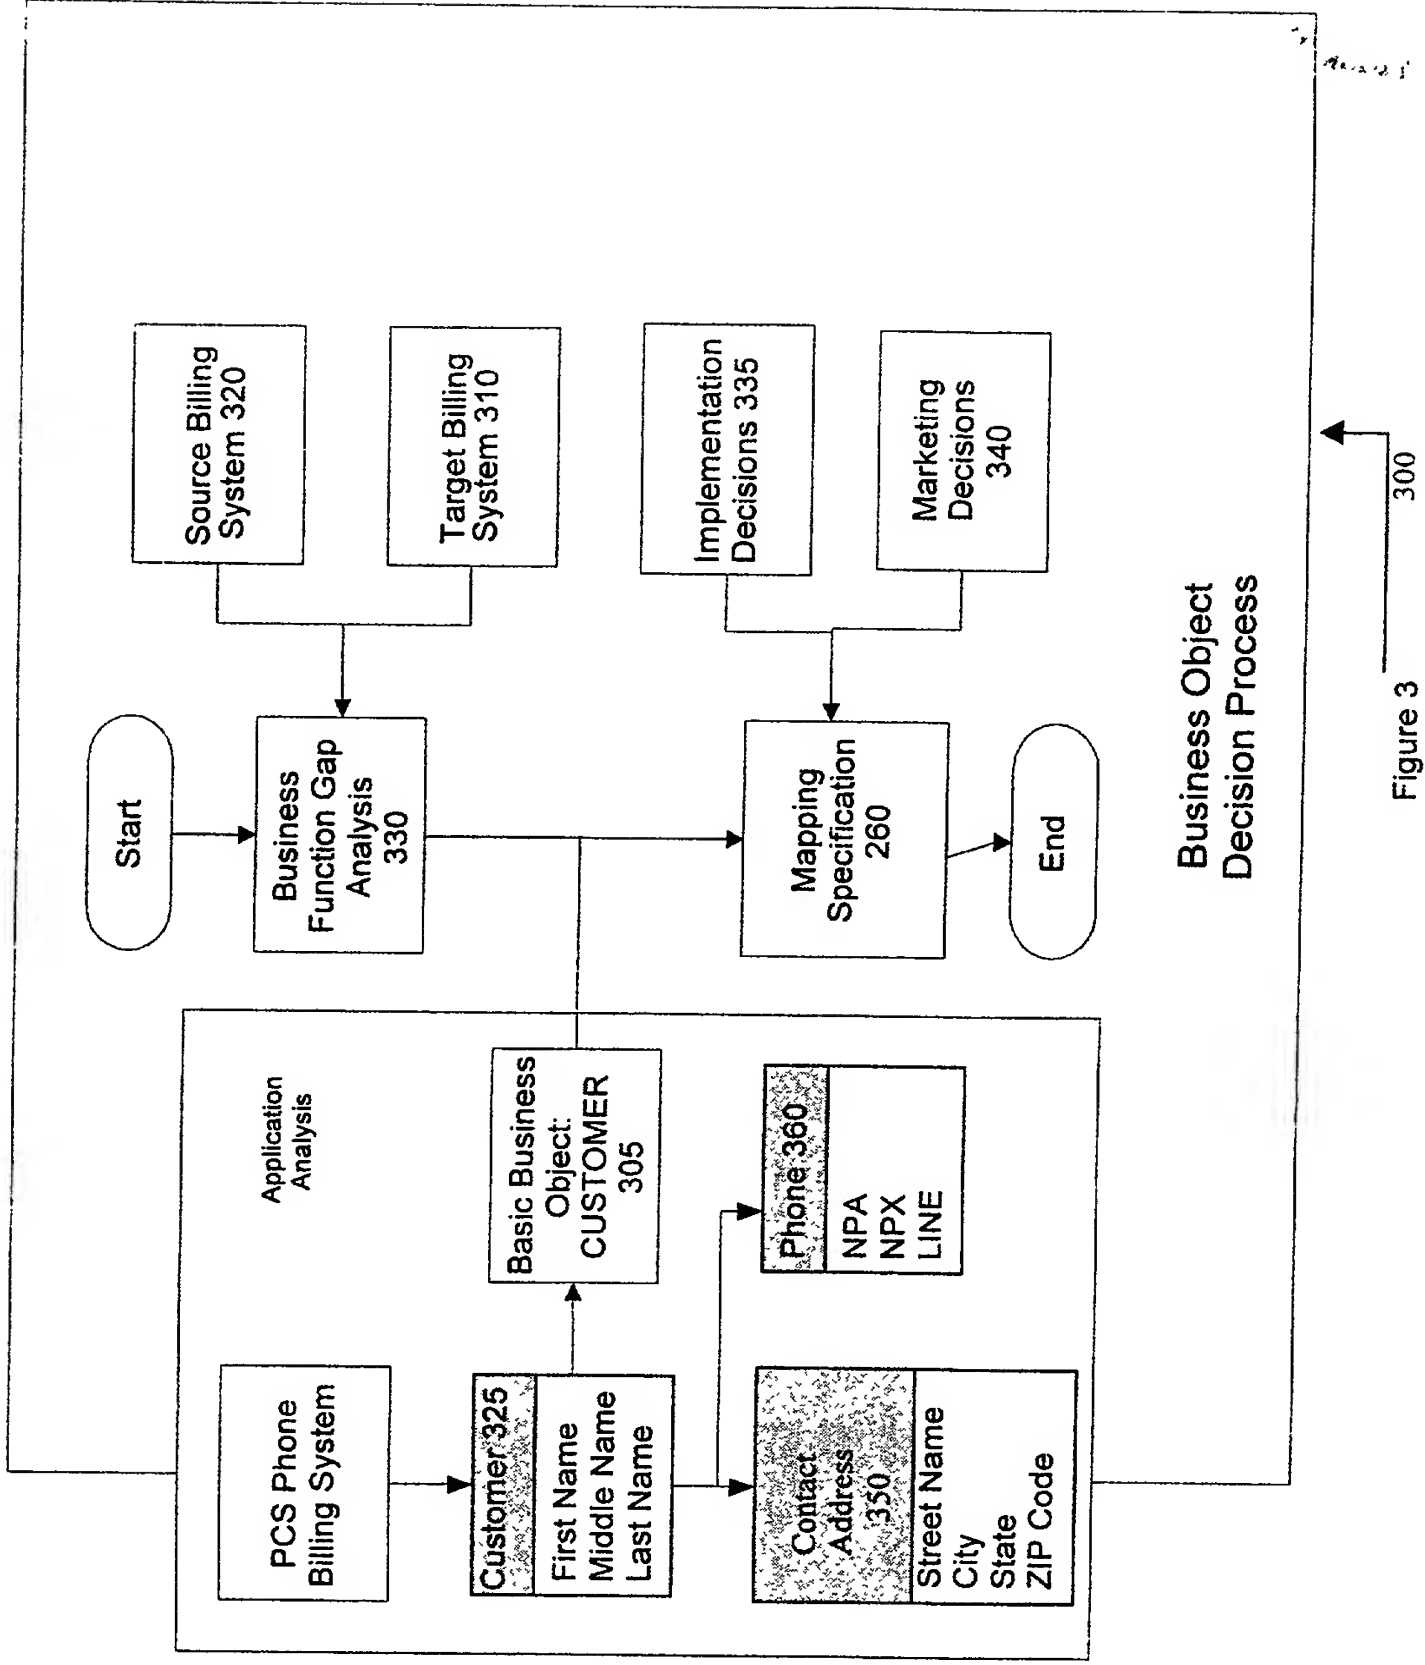 Application
Analysis
PCS Phone
Billing System
Customer 325
First Name
Middle Name
Last Name
Basic Business
Object:
CUSTOMER
305
Contact
Address
350
Street Name
City
State
ZIP Code
Phone 360
NPA
NPX
LINE
Start
Business
Function Gap
Analysis
330
Source Billing
System 320
Target Billing
System 310
Mapping
Specification
260
Implementation
Decisions 335
Marketing
Decisions
340
End
Business Object
Decision Process
Figure 3
300